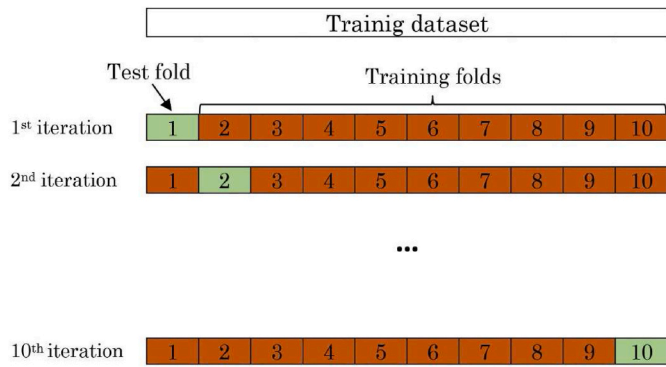 Trainig dataset
Test fold
Training folds
1st iteration 1 2 3 4 5 6 7 8 9 10
2nd iteration 1 2 3 4 5 6 7 8 9 10
...
10th iteration 1 2 3 4 5 6 7 8 9 10